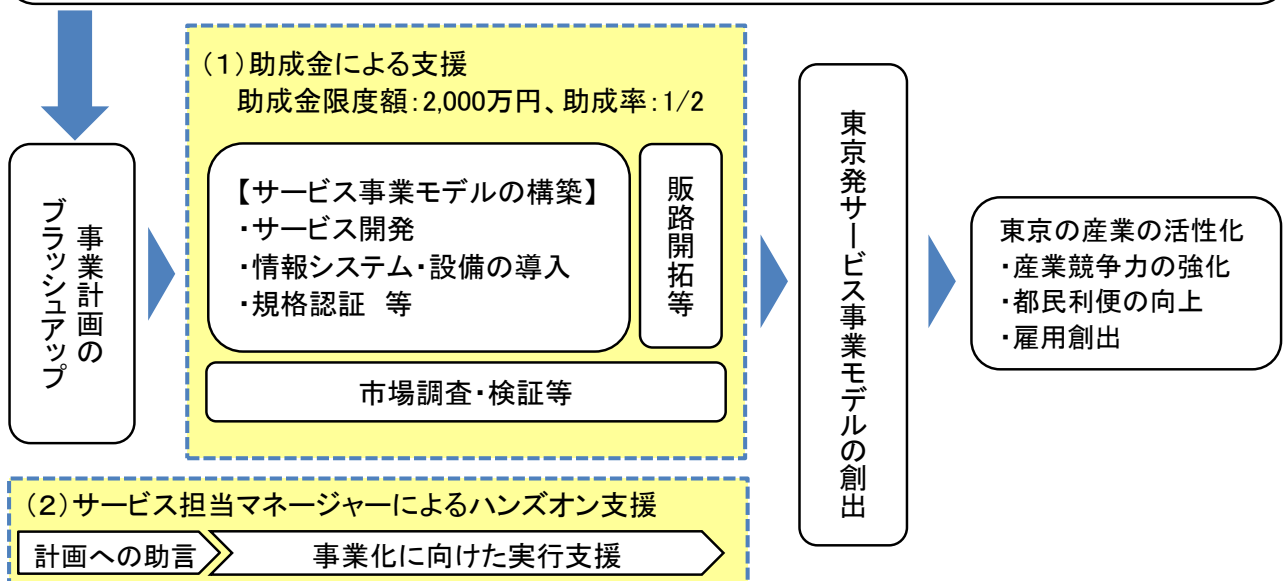 (1)助成金による支援
助成金限度額:2,000万円、助成率:1/2
事業計画の
ブラッシュアップ
【サービス事業モデルの構築】
・サービス開発
・情報システム・設備の導入
・規格認証　等
販路開拓等
市場調査・検証等
東京発サービス事業モデルの創出
東京の産業の活性化
・産業競争力の強化
・都民利便の向上
・雇用創出
(2)サービス担当マネージャーによるハンズオン支援
計画への助言
事業化に向けた実行支援